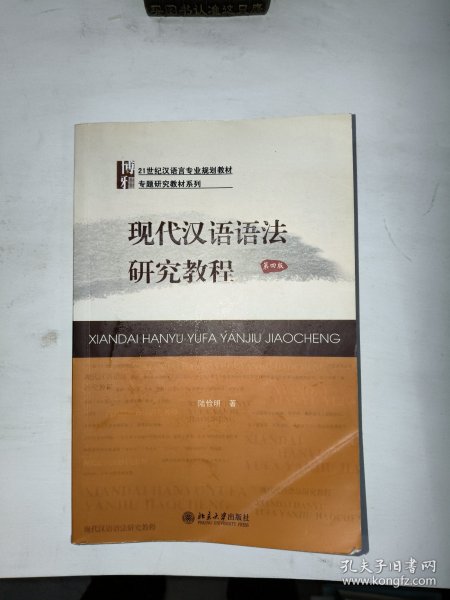 博雅
21世纪汉语言专业规划教材
专题研究教材系列
现代汉语语法
研究教程
第四版
XIANDAI HANYU YUFA YANJIU JIAOCHENG
陆俭明 著
现代汉语语法研究教程
北京大学出版社
PEKING UNIVERSITY PRESS
孔夫子旧书网
www.kongfz.com